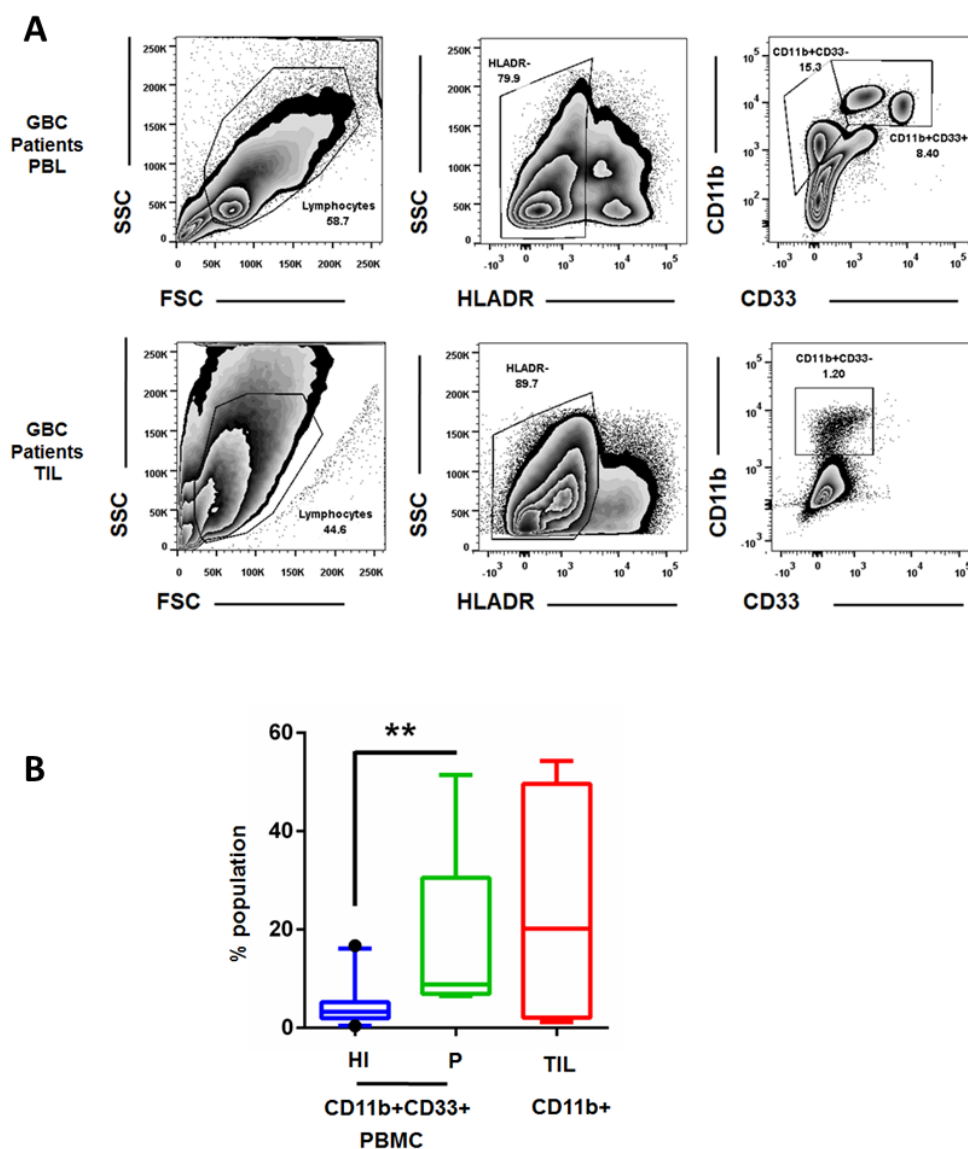 A
GBC
Patients
PBL
SSC
250K
200K
150K
100K
50K
0
Lymphocytes
58.7
0 50K 100K 150K 200K 250K
FSC
SSC
250K
200K
150K
100K
50K
0
HLADR-
79.9
-10³ 10³ 10⁴ 10⁵
HLADR
CD11b
10⁵
10⁴
10³
10²
CD11b+CD33-
15.3
CD11b+CD33+
8.40
-10³ 0 10³ 10⁴ 10⁵
CD33
GBC
Patients
TIL
SSC
250K
200K
150K
100K
50K
0
Lymphocytes
44.6
0 50K 100K 150K 200K 250K
FSC
SSC
250K
200K
150K
100K
50K
0
HLADR-
89.7
-10³ 10³ 10⁴ 10⁵
HLADR
CD11b
10⁵
10⁴
10³
-10³
CD11b+CD33-
1.20
-10³ 0 10³ 10⁴ 10⁵
CD33
B
% population
60
40
20
0
**
HI P TIL
CD11b+CD33+ CD11b+
PBMC